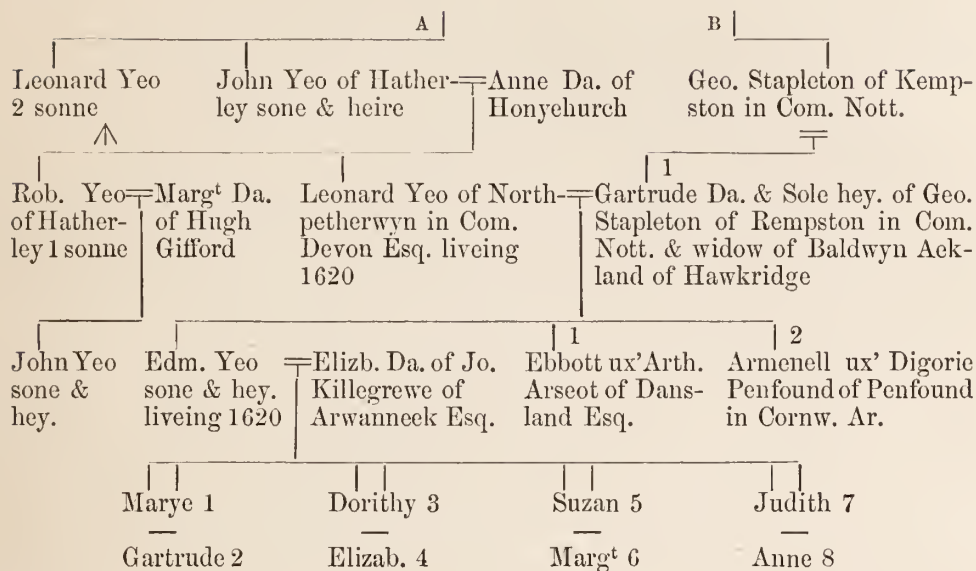 A B
Leonard Yeo
2 sonne
John Yeo of Hather-
ley sone & heire
Anne Da. of
Honyehurch
Geo. Stapleton of Kemp-
ston in Com. Nott.
1
Rob. Yeo
of Hather-
ley 1 sonne
Margᵗ Da.
of Hugh
Gifford
Leonard Yeo of North-
petherwyn in Com.
Devon Esq. liveing
1620
Gartrude Da. & Sole hey. of Geo.
Stapleton of Rempston in Com.
Nott. & widow of Baldwyn Ack-
land of Hawkridge
John Yeo
sone &
hey.
Edm. Yeo
sone & hey.
liveing 1620
Elizb. Da. of Jo.
Killegrewe of
Arwanneek Esq.
1
Ebbott ux' Arth.
Arscot of Dans-
land Esq.
2
Armenell ux' Digorie
Penfound of Penfound
in Cornw. Ar.
Marye 1
Gartrude 2
Dorithy 3
Elizab. 4
Suzan 5
Margᵗ 6
Judith 7
Anne 8